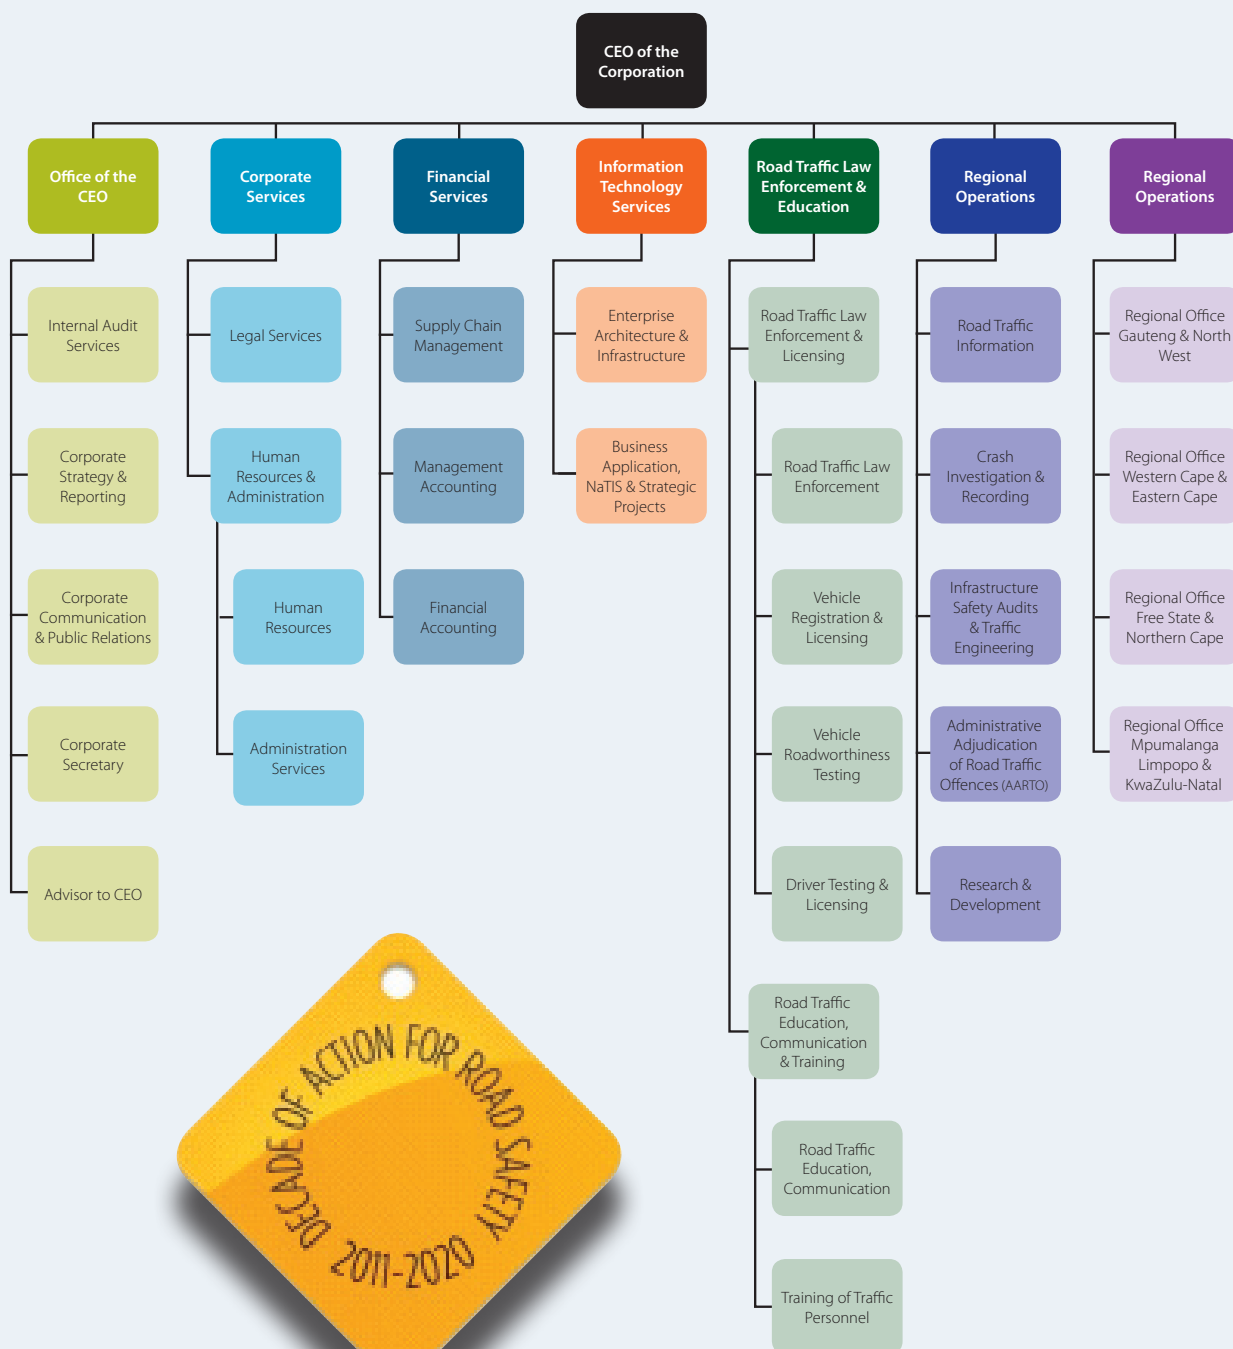 CEO of the
Corporation
Office of the
CEO
Corporate
Services
Financial
Services
Information
Technology
Services
Road Traffic Law
Enforcement &
Education
Regional
Operations
Regional
Operations
Internal Audit
Services
Corporate
Strategy &
Reporting
Corporate
Communication
& Public Relations
Corporate
Secretary
Advisor to CEO
Legal Services
Human
Resources &
Administration
Human
Resources
Administration
Services
Supply Chain
Management
Management
Accounting
Financial
Accounting
Enterprise
Architecture &
Infrastructure
Business
Application,
NaTIS & Strategic
Projects
Road Traffic Law
Enforcement &
Licensing
Road Traffic Law
Enforcement
Vehicle
Registration &
Licensing
Vehicle
Roadworthiness
Testing
Driver Testing &
Licensing
Road Traffic
Education,
Communication
& Training
Road Traffic
Education,
Communication
Training of Traffic
Personnel
Road Traffic
Information
Crash
Investigation &
Recording
Infrastructure
Safety Audits
& Traffic
Engineering
Administrative
Adjudication
of Road Traffic
Offences (AARTO)
Research &
Development
Regional Office
Gauteng & North
West
Regional Office
Western Cape &
Eastern Cape
Regional Office
Free State &
Northern Cape
Regional Office
Mpumalanga
Limpopo &
KwaZulu-Natal
DECADE OF ACTION FOR ROAD SAFETY
2011-2020